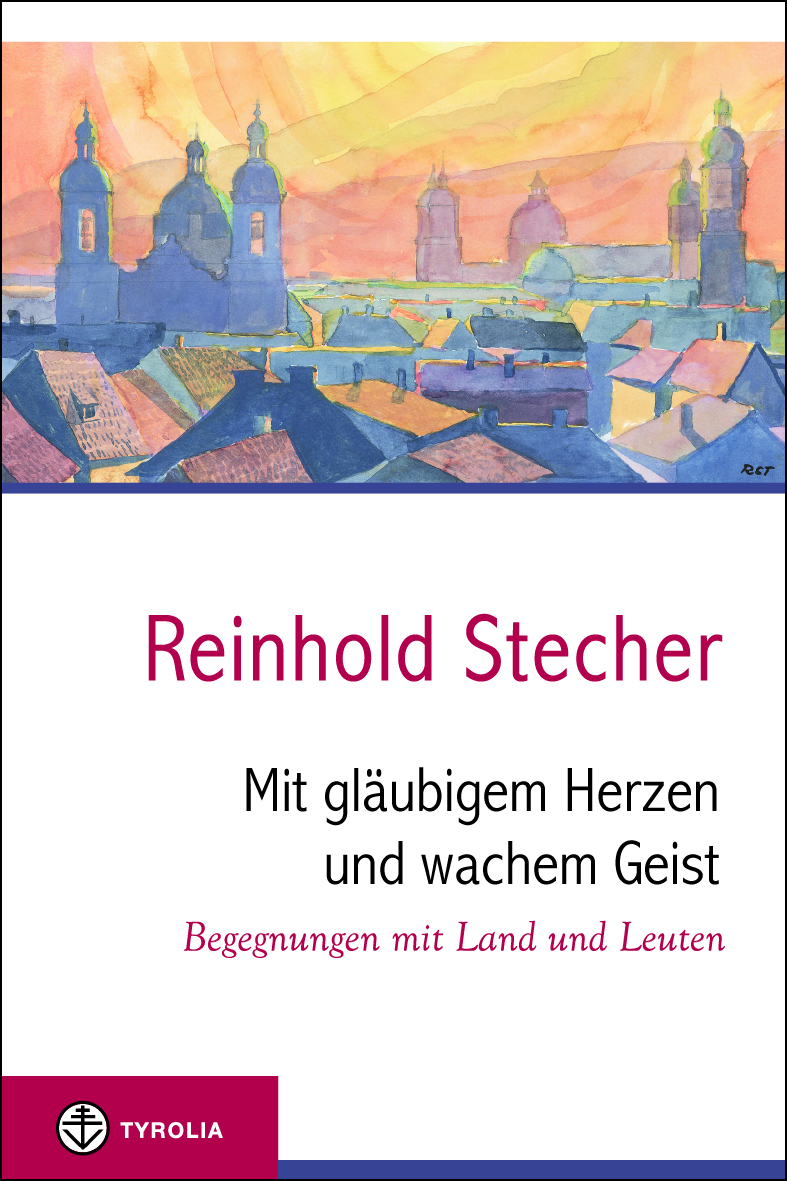 RST
Reinhold Stecher
Mit gläubigem Herzen
und wachem Geist
Begegnungen mit Land und Leuten
TYROLIA